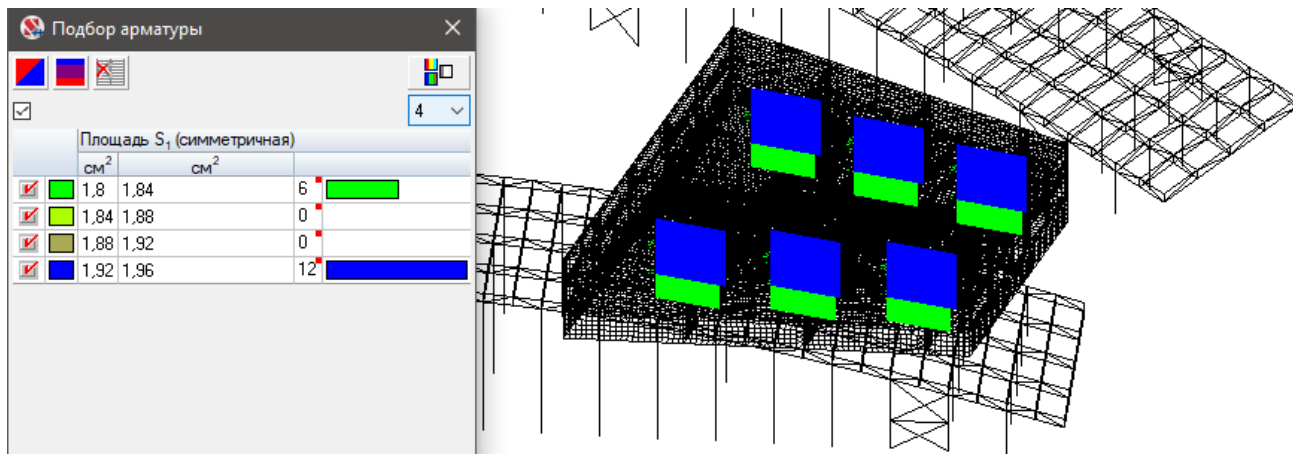 Подбор арматуры
4
Площадь S₁ (симметричная)
см² см²
1,8 1,84 6
1,84 1,88 0
1,88 1,92 0
1,92 1,96 12